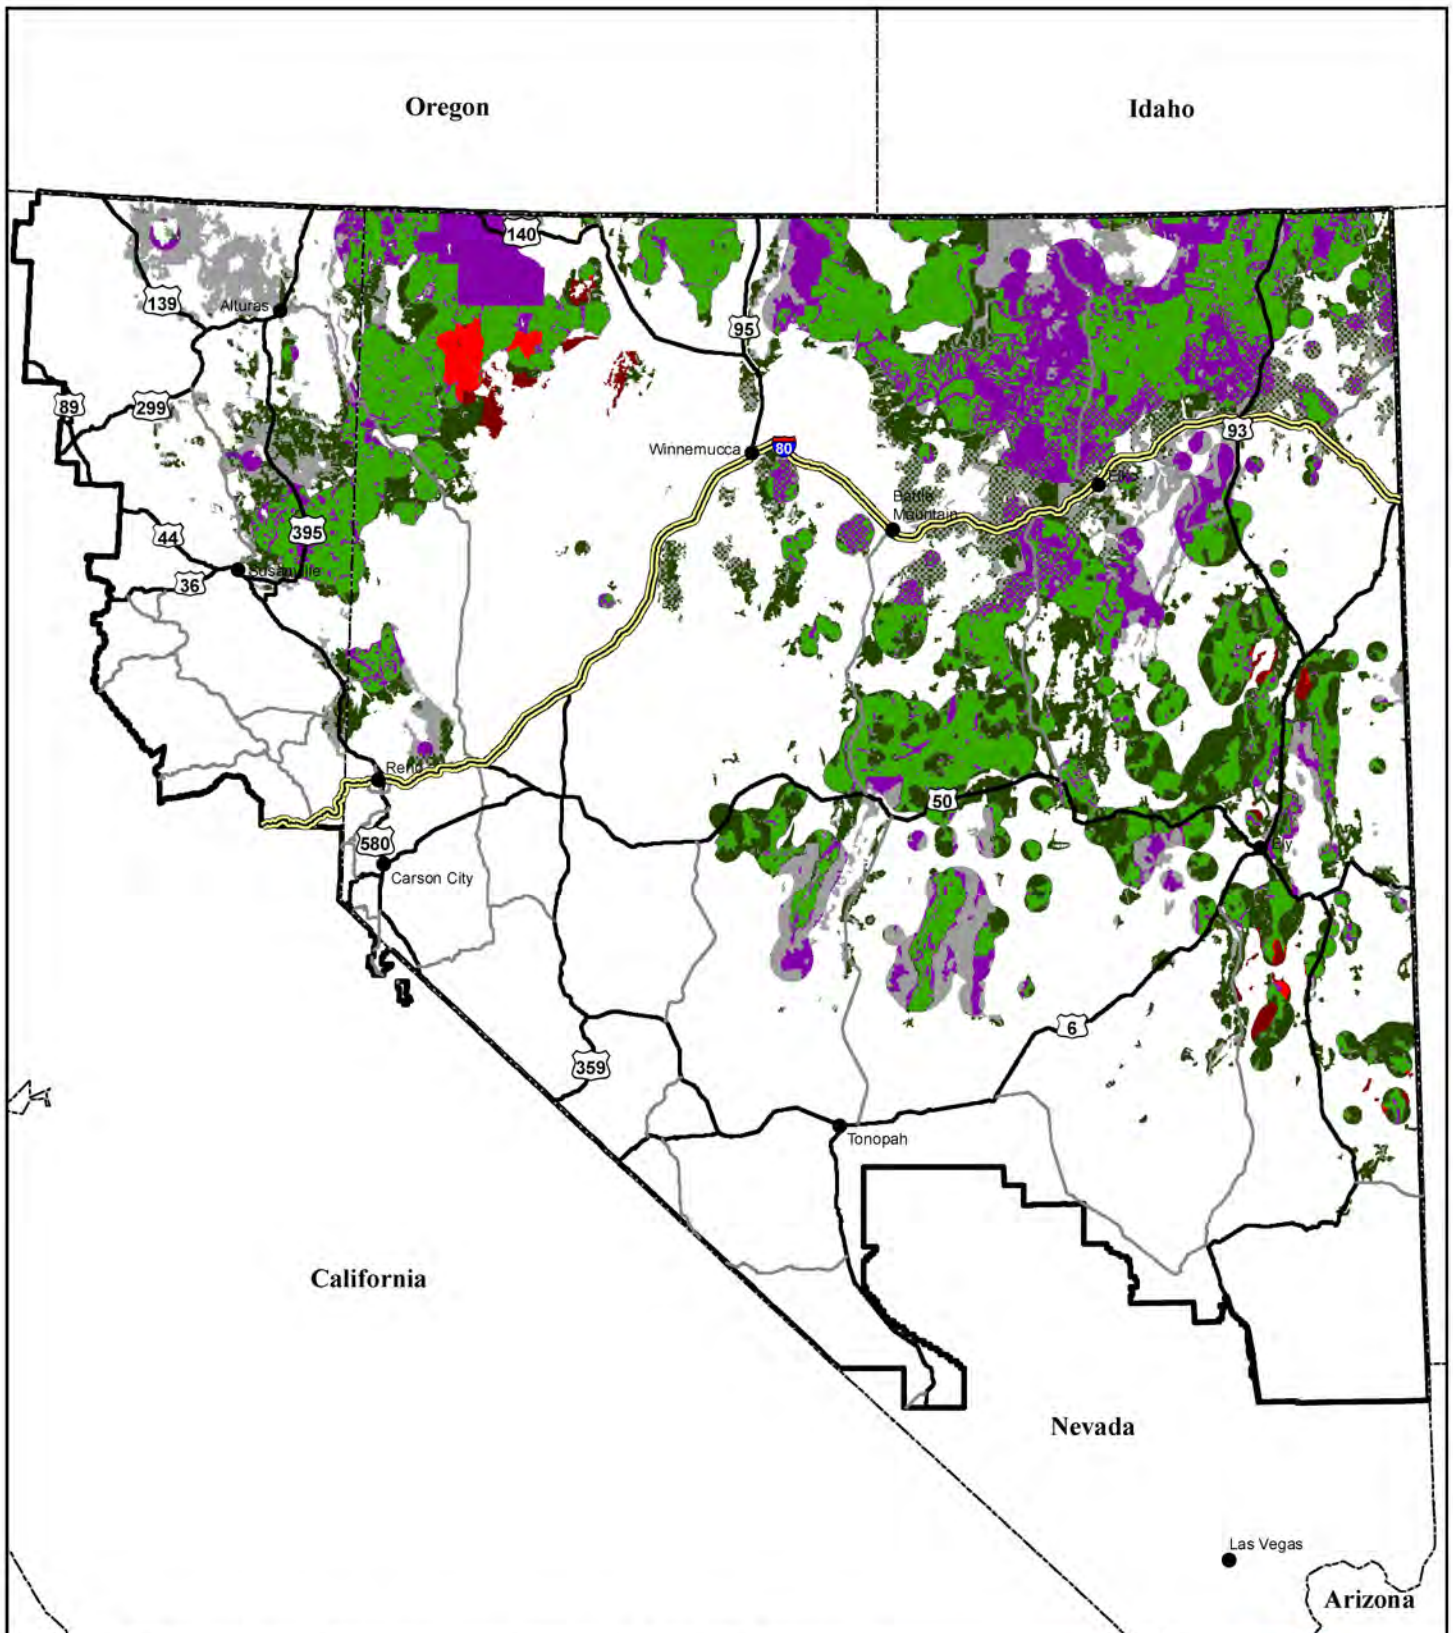 Oregon
Idaho
140
139
Alturas
95
89
299
93
Winnemucca
80
Elko
Battle
Mountain
395
44
Susanville
36
Reno
50
580
Ely
Carson City
6
359
Tonopah
California
Nevada
Las Vegas
Arizona